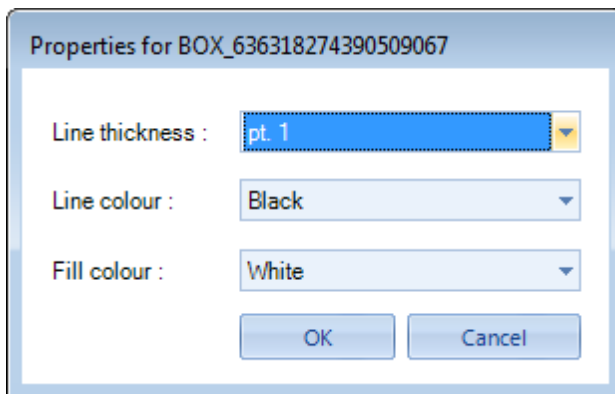 Properties for BOX_636318274390509067
Line thickness : pt. 1
Line colour : Black
Fill colour : White
OK Cancel